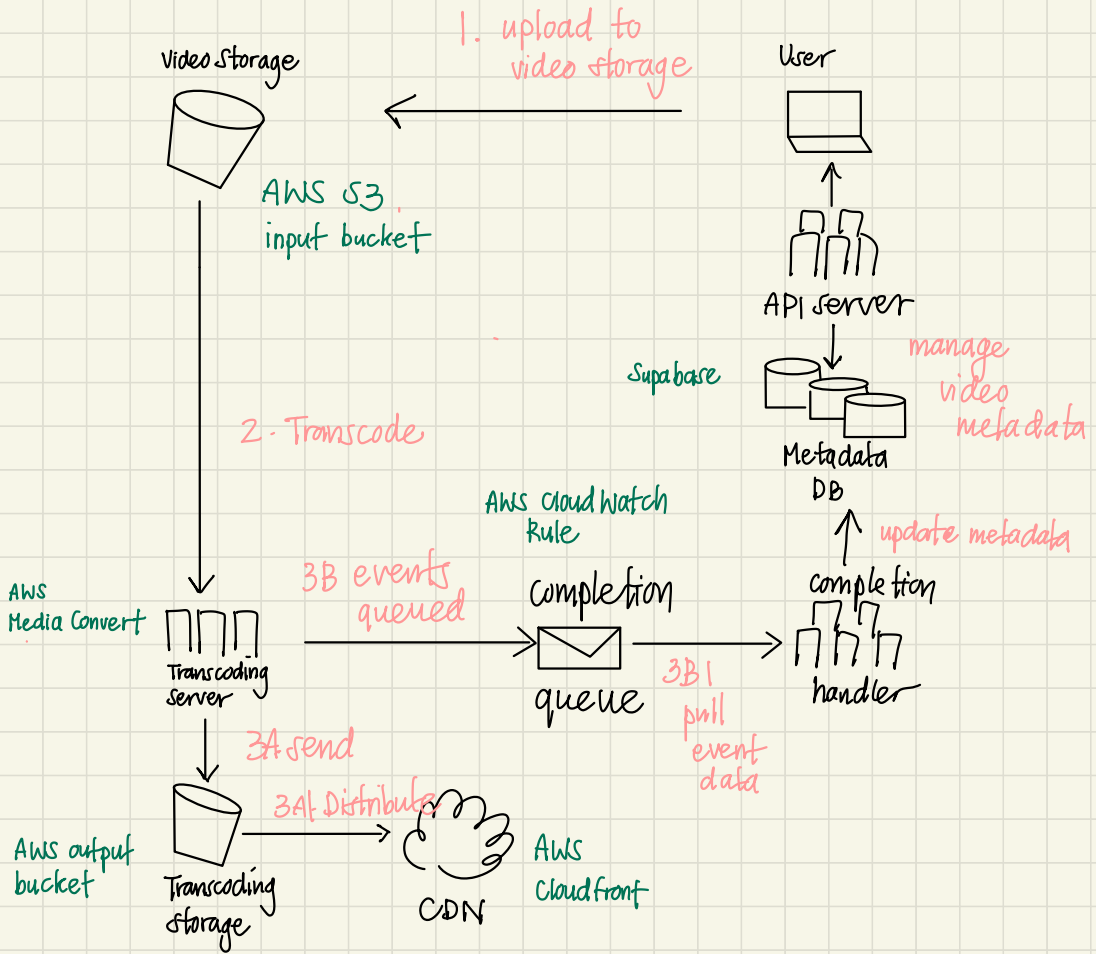 1. upload to
video storage
Video Storage
User
AWS S3
input bucket
API server
manage
video
metadata
Supabase
2. Transcode
Metadata
DB
AWS CloudWatch
Rule
update metadata
3B events
queued
completion
queue
completion
handler
AWS
Media Convert
Transcoding
server
3B1
pull
event
data
3A send
3A1 Distribute
AWS output
bucket
Transcoding
storage
CDN
AWS
Cloudfront